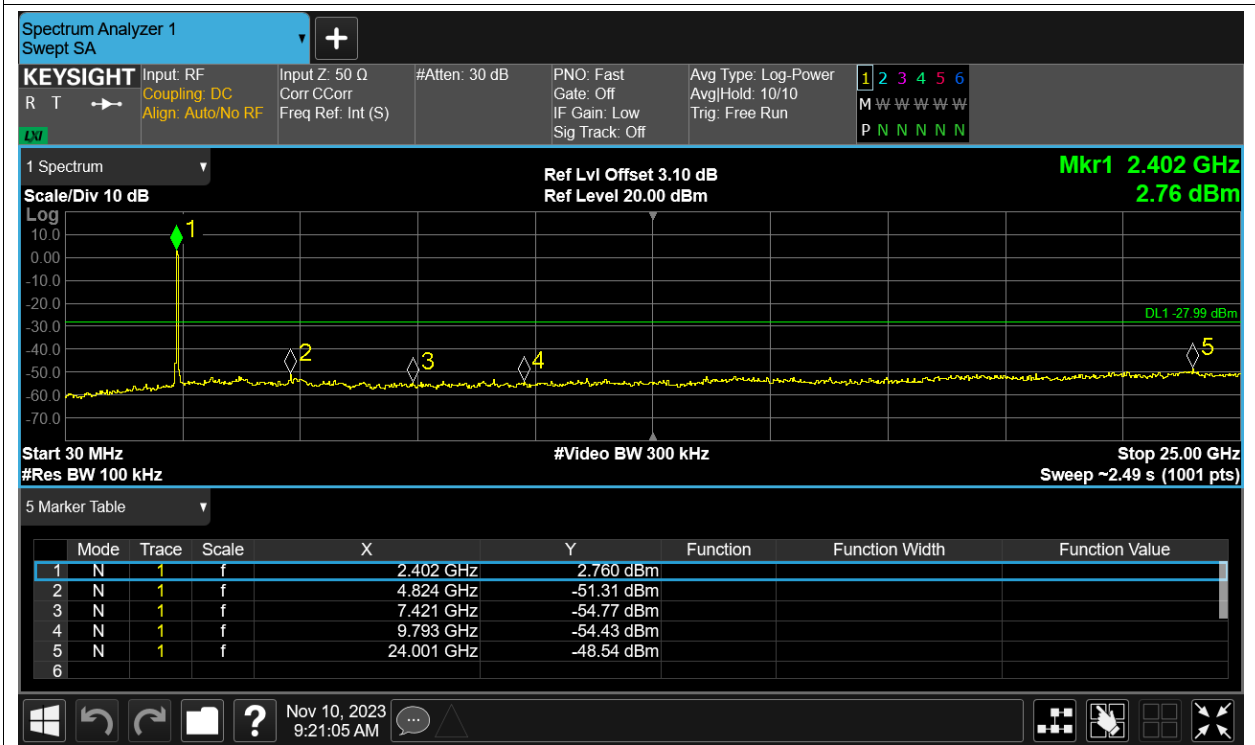 Spectrum Analyzer 1
Swept SA
KEYSIGHT
R T
LXI
Input: RF
Coupling: DC
Align: Auto/No RF
Input Z: 50 Ω
Corr CCorr
Freq Ref: Int (S)
#Atten: 30 dB
PNO: Fast
Gate: Off
IF Gain: Low
Sig Track: Off
Avg Type: Log-Power
Avg|Hold: 10/10
Trig: Free Run
1 2 3 4 5 6
M W W W W W
P N N N N N
1 Spectrum
Scale/Div 10 dB
Ref Lvl Offset 3.10 dB
Ref Level 20.00 dBm
Mkr1 2.402 GHz
2.76 dBm
Log
10.0
0.00
-10.0
-20.0
-30.0
-40.0
-50.0
-60.0
-70.0
1
2
3
4
5
DL1 -27.99 dBm
Start 30 MHz
#Video BW 300 kHz
Stop 25.00 GHz
#Res BW 100 kHz
Sweep ~2.49 s (1001 pts)
5 Marker Table
Mode Trace Scale X Y Function Function Width Function Value
1 N 1 f 2.402 GHz 2.760 dBm
2 N 1 f 4.824 GHz -51.31 dBm
3 N 1 f 7.421 GHz -54.77 dBm
4 N 1 f 9.793 GHz -54.43 dBm
5 N 1 f 24.001 GHz -48.54 dBm
6
?
Nov 10, 2023
9:21:05 AM